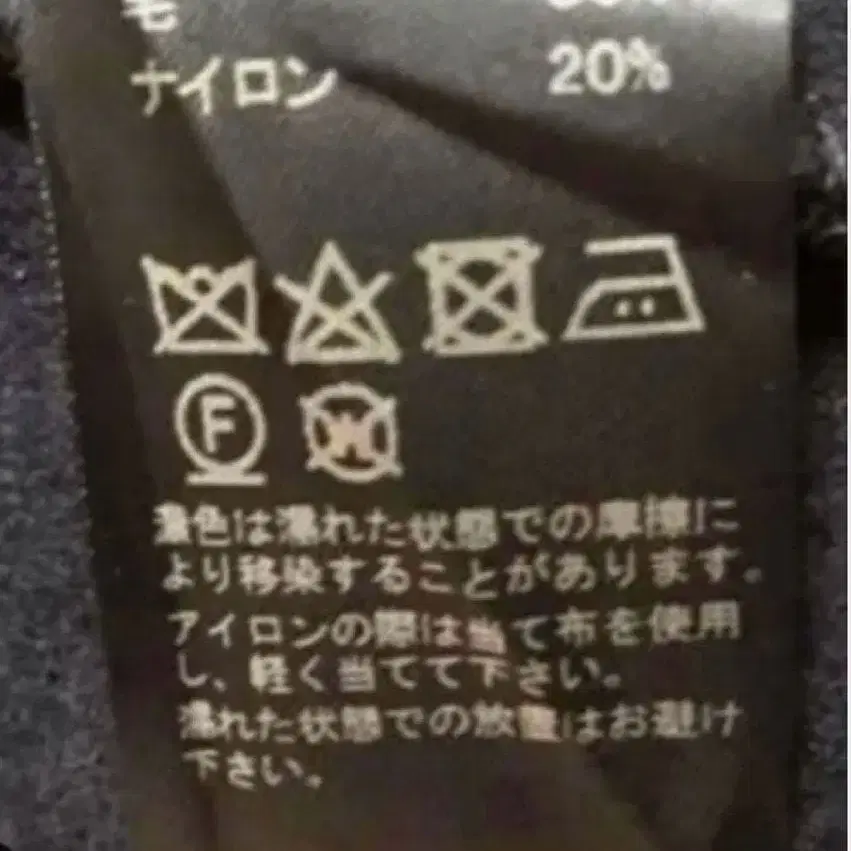 毛
ナイロン 20%
F
W
濃色は濡れた状態での摩擦に
より移染することがあります。
アイロンの際は当て布を使用
し、軽く当てて下さい。
濡れた状態での放置はお避け
下さい。